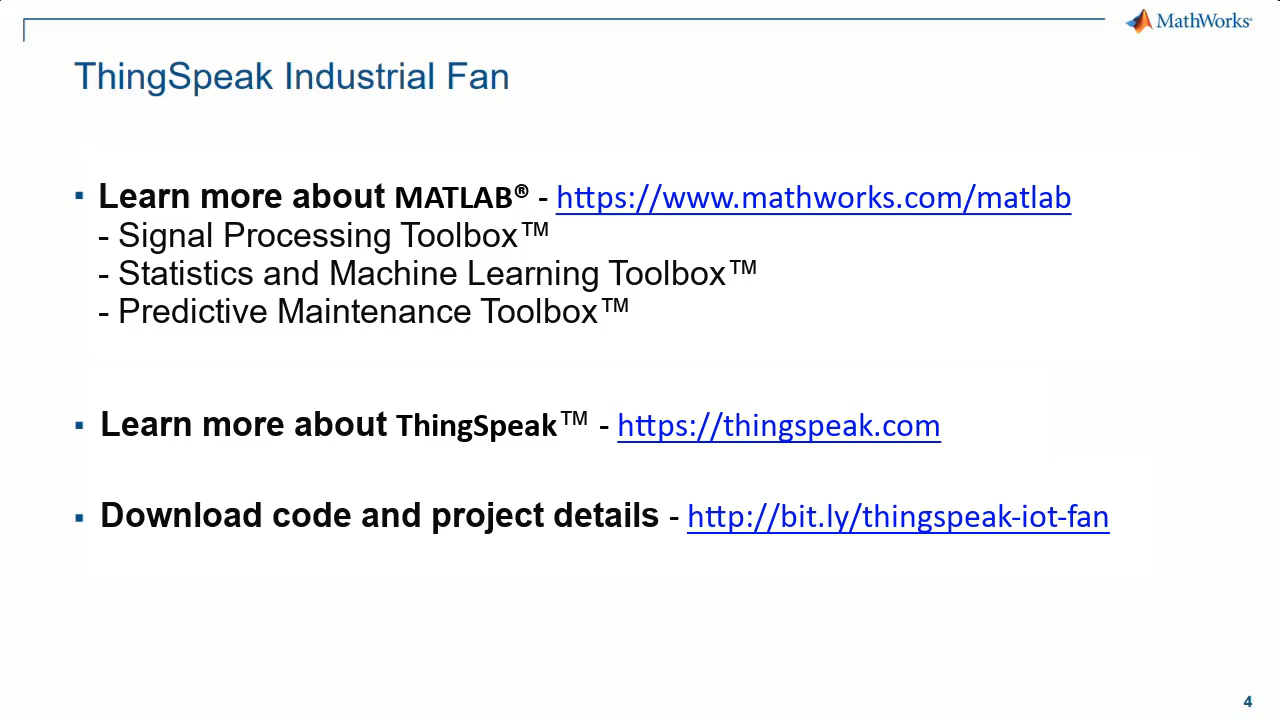 MathWorks®
ThingSpeak Industrial Fan
▪ Learn more about MATLAB® - https://www.mathworks.com/matlab
- Signal Processing Toolbox™
- Statistics and Machine Learning Toolbox™
- Predictive Maintenance Toolbox™
▪ Learn more about ThingSpeak™ - https://thingspeak.com
▪ Download code and project details - http://bit.ly/thingspeak-iot-fan
4